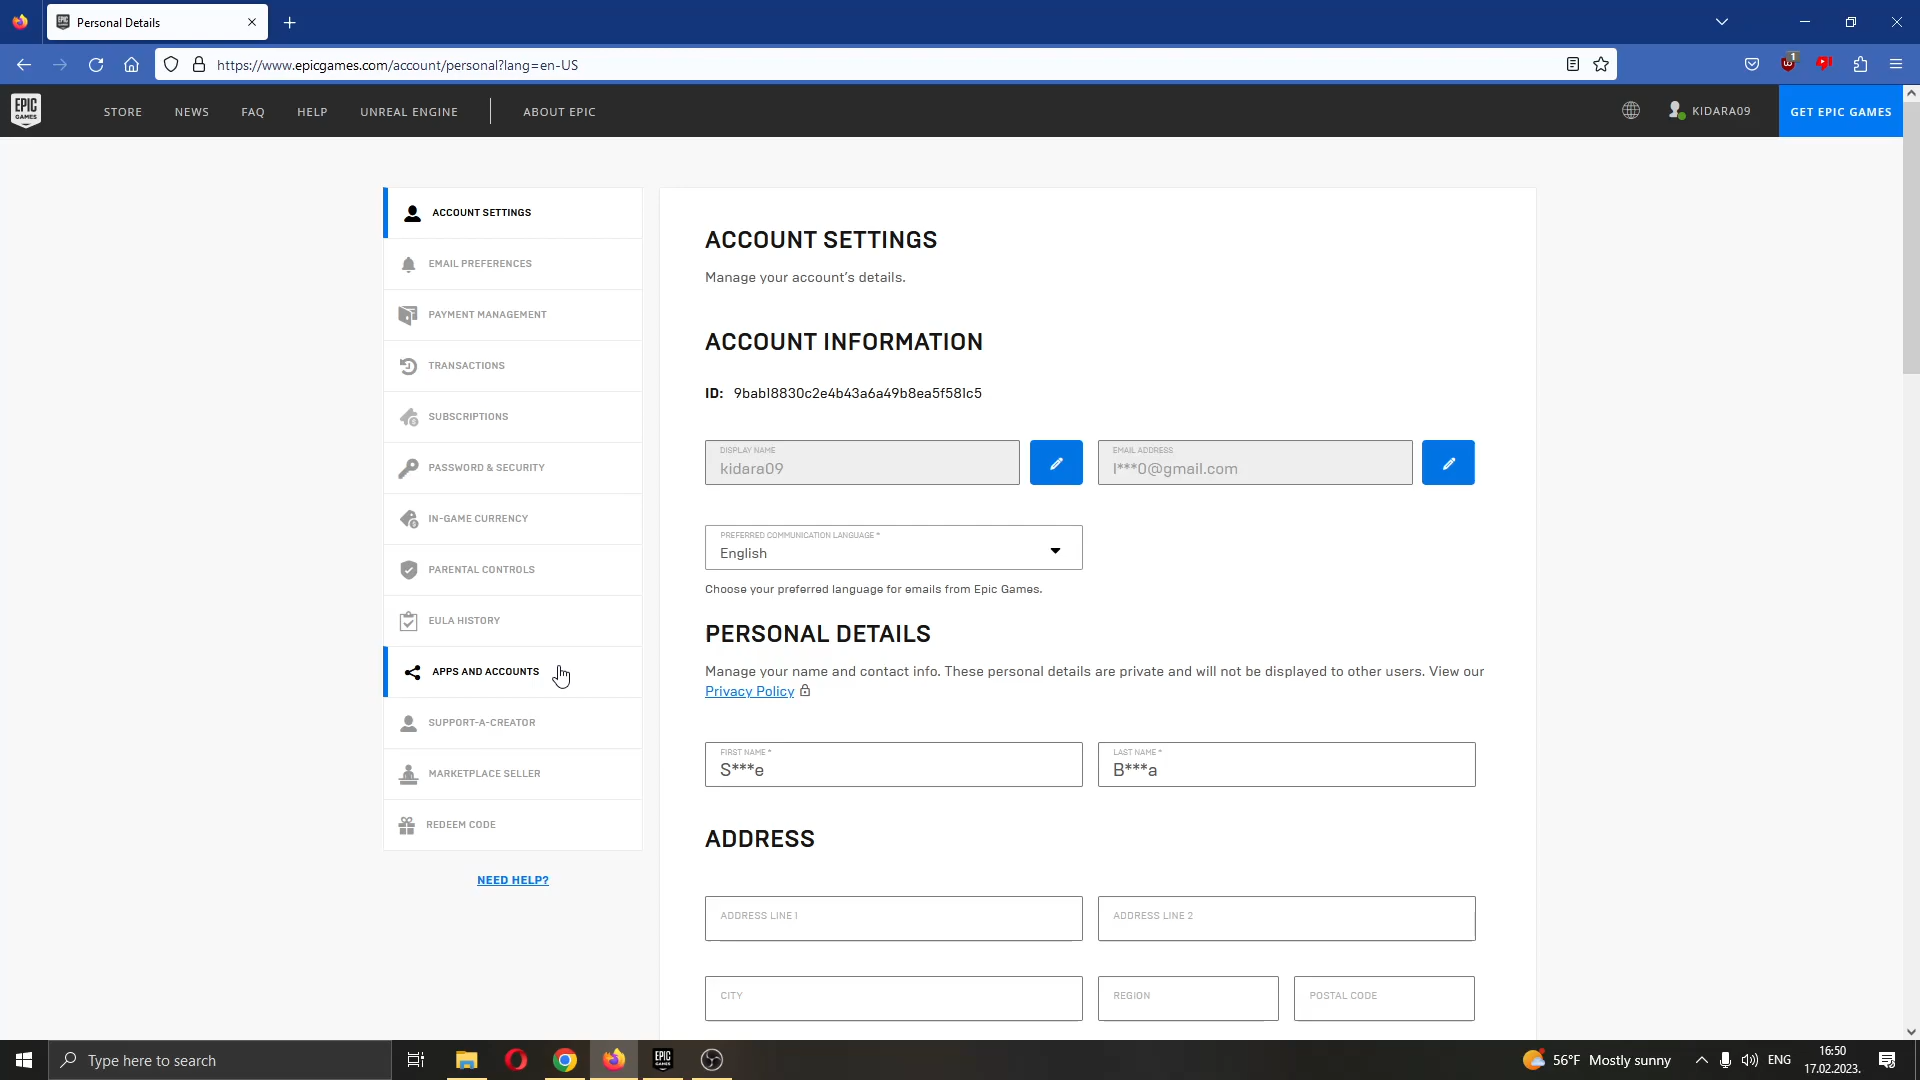 Personal Details
https://www.epicgames.com/account/personal?lang=en-US
1
EPIC GAMES
STORE NEWS FAQ HELP UNREAL ENGINE ABOUT EPIC
KIDARA09
GET EPIC GAMES
ACCOUNT SETTINGS
EMAIL PREFERENCES
PAYMENT MANAGEMENT
TRANSACTIONS
SUBSCRIPTIONS
PASSWORD & SECURITY
IN-GAME CURRENCY
PARENTAL CONTROLS
EULA HISTORY
APPS AND ACCOUNTS
SUPPORT-A-CREATOR
MARKETPLACE SELLER
REDEEM CODE
NEED HELP?
ACCOUNT SETTINGS
Manage your account’s details.
ACCOUNT INFORMATION
ID: 9bab18830c2e4b43a6a49b8ea5f581c5
DISPLAY NAME
kidara09
EMAIL ADDRESS
l***0@gmail.com
PREFERRED COMMUNICATION LANGUAGE *
English
Choose your preferred language for emails from Epic Games.
PERSONAL DETAILS
Manage your name and contact info. These personal details are private and will not be displayed to other users. View our
Privacy Policy
FIRST NAME *
S***e
LAST NAME *
B***a
ADDRESS
ADDRESS LINE 1
ADDRESS LINE 2
CITY
REGION
POSTAL CODE
Type here to search
EPIC GAMES
56°F Mostly sunny
ENG
16:50
17.02.2023.